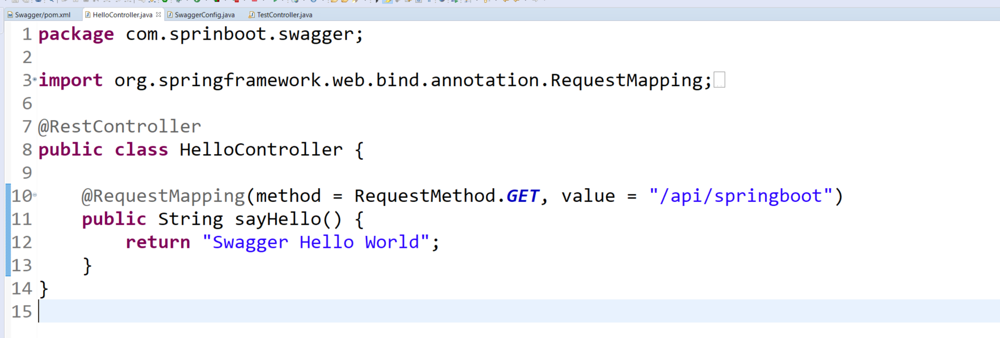 Swagger/pom.xml HelloController.java SwaggerConfig.java TestController.java
1 package com.sprinboot.swagger;
2
3 import org.springframework.web.bind.annotation.RequestMapping;
6
7 @RestController
8 public class HelloController {
9
10 @RequestMapping(method = RequestMethod.GET, value = "/api/springboot")
11 public String sayHello() {
12 return "Swagger Hello World";
13 }
14 }
15